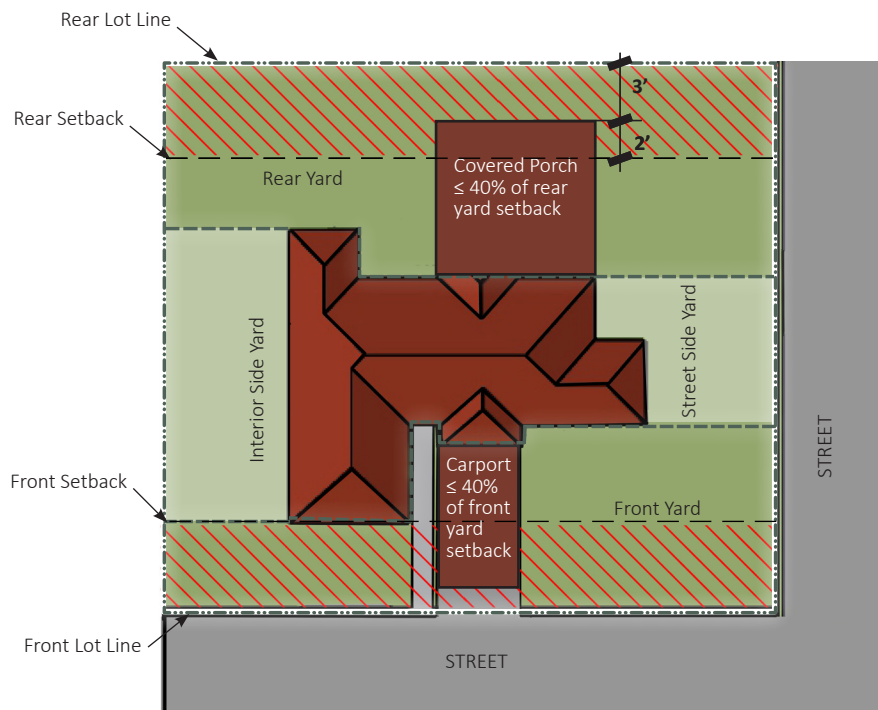 Rear Lot Line
3’
Rear Setback
2’
Covered Porch
≤ 40% of rear
yard setback
Rear Yard
Interior Side Yard
Street Side Yard
STREET
Carport
≤ 40%
of front
yard
setback
Front Setback
Front Yard
Front Lot Line
STREET